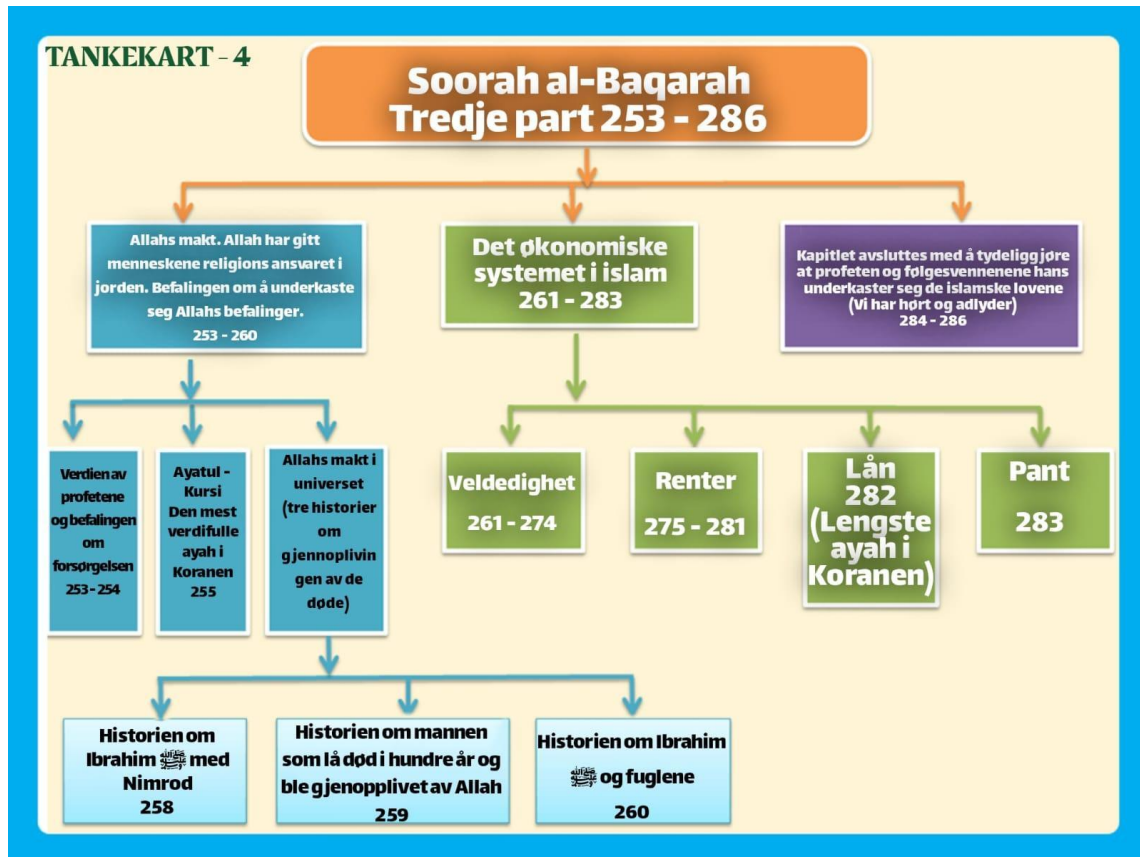 TANKEKART - 4
Soorah al-Baqarah
Tredje part 253 - 286
Allahs makt. Allah har gitt
menneskene religions ansvaret i
jorden. Befalingen om å underkaste
seg Allahs befalinger.
253 - 260
Det økonomiske
systemet i islam
261 - 283
Kapitlet avsluttes med å tydeliggjøre
at profeten og følgesvennenene hans
underkaster seg de islamske lovene
(Vi har hørt og adlyder)
284 - 286
Verdien av
profetene
og befalingen
om
forsørgelsen
253 - 254
Ayatul -
Kursi
Den mest
verdifulle
ayah i
Koranen
255
Allahs makt i
universet
(tre historier
om
gjennoplivin
gen av de
døde)
Veldedighet
261 - 274
Renter
275 - 281
Lån
282
(Lengste
ayah i
Koranen)
Pant
283
Historien om
Ibrahim ﷺ med
Nimrod
258
Historien om mannen
som lå død i hundre år og
ble gjenopplivet av Allah
259
Historien om Ibrahim
ﷺ og fuglene
260